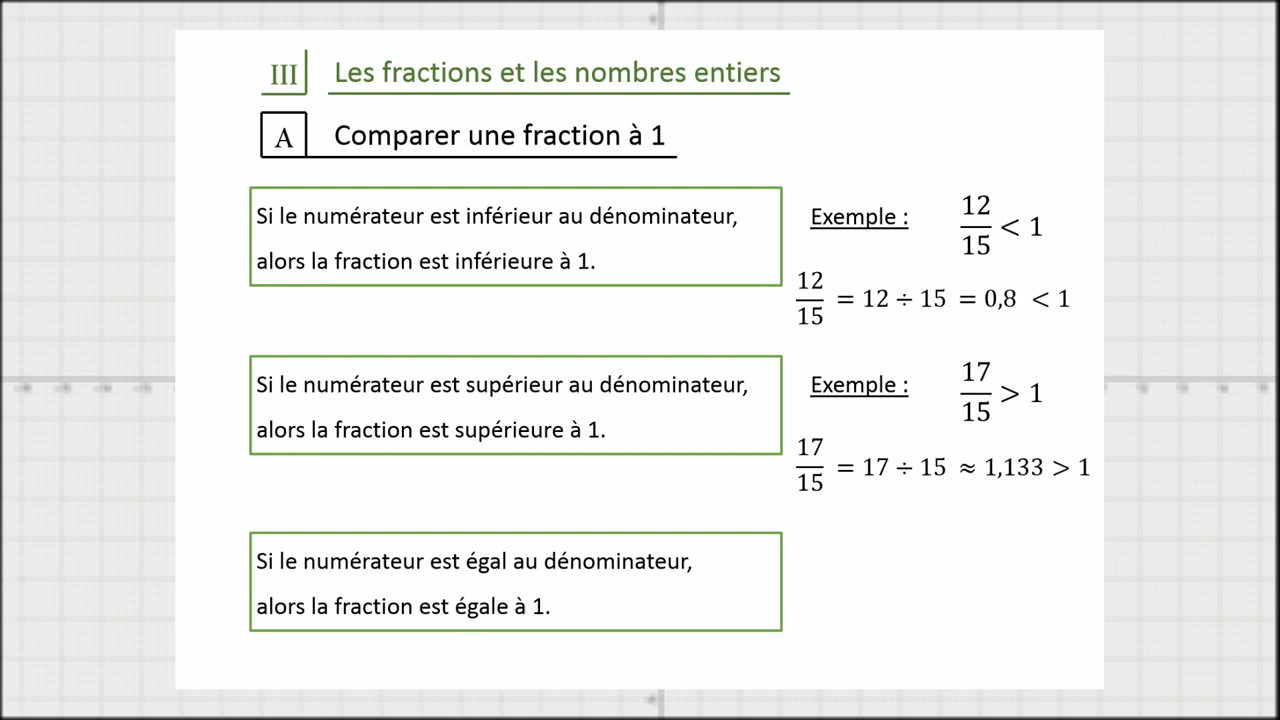 III Les fractions et les nombres entiers
A Comparer une fraction à 1
Si le numérateur est inférieur au dénominateur,
alors la fraction est inférieure à 1.
Exemple : 12/15 < 1
12/15 = 12 ÷ 15 = 0,8 < 1
Si le numérateur est supérieur au dénominateur,
alors la fraction est supérieure à 1.
Exemple : 17/15 > 1
17/15 = 17 ÷ 15 ≈ 1,133 > 1
Si le numérateur est égal au dénominateur,
alors la fraction est égale à 1.